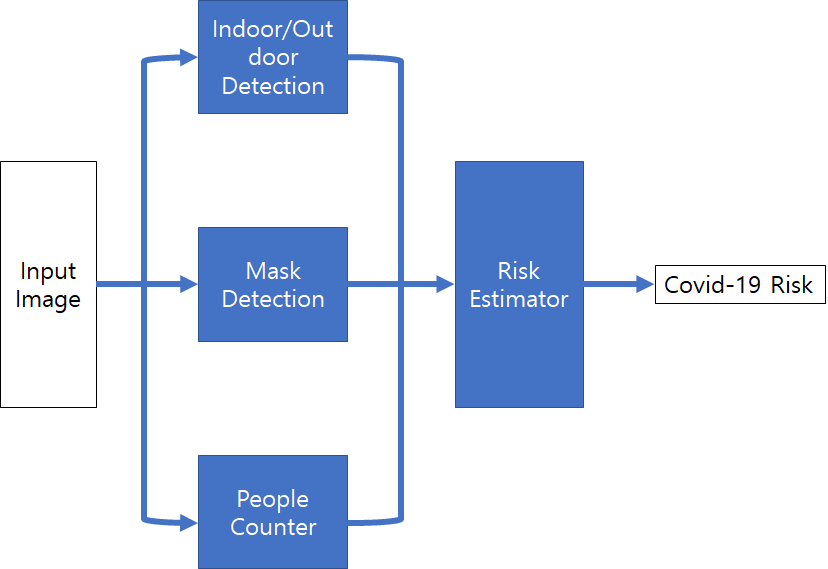 Indoor/Out
door
Detection
Input
Image
Mask
Detection
Risk
Estimator
Covid-19 Risk
People
Counter